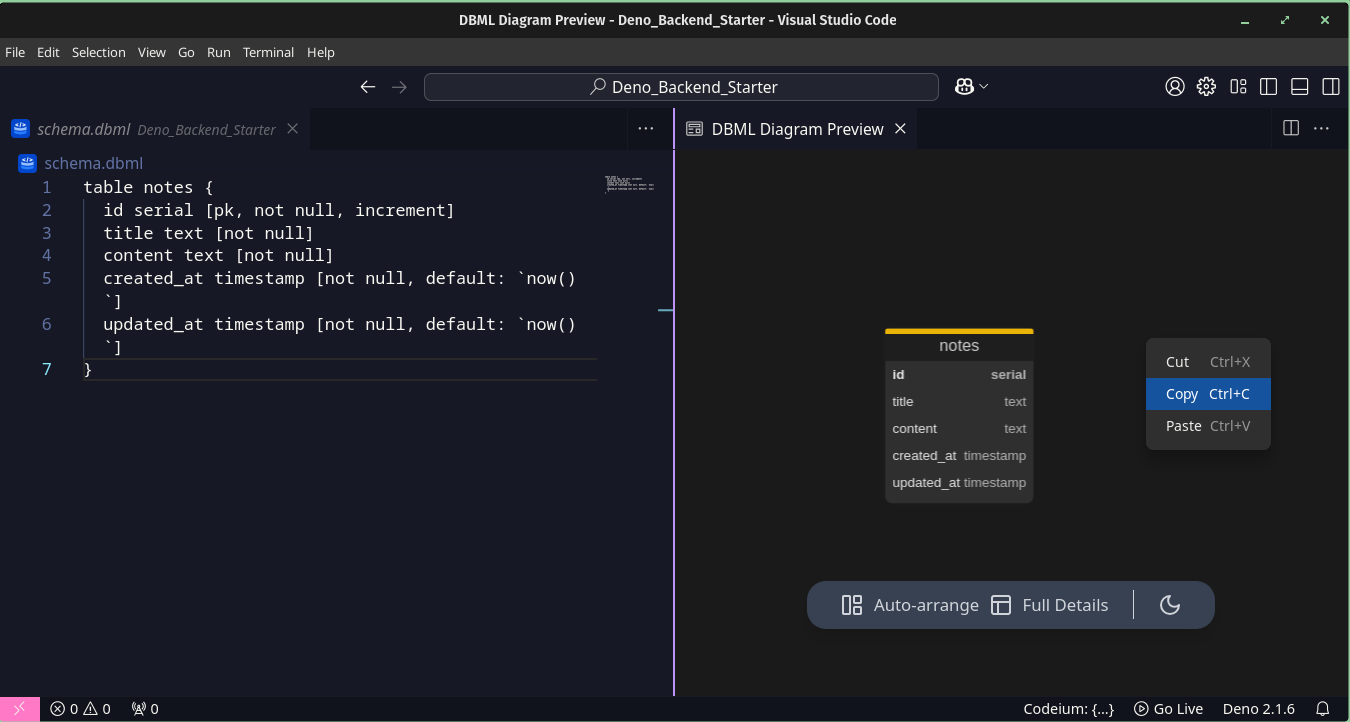 DBML Diagram Preview - Deno_Backend_Starter - Visual Studio Code
File Edit Selection View Go Run Terminal Help
Deno_Backend_Starter
schema.dbml Deno_Backend_Starter
DBML Diagram Preview
schema.dbml
1 table notes {
2 id serial [pk, not null, increment]
3 title text [not null]
4 content text [not null]
5 created_at timestamp [not null, default: `now()
`]
6 updated_at timestamp [not null, default: `now()
`]
7 }
notes
id serial
title text
content text
created_at timestamp
updated_at timestamp
Cut Ctrl+X
Copy Ctrl+C
Paste Ctrl+V
Auto-arrange Full Details
0 0 0 Codeium: {...} Go Live Deno 2.1.6